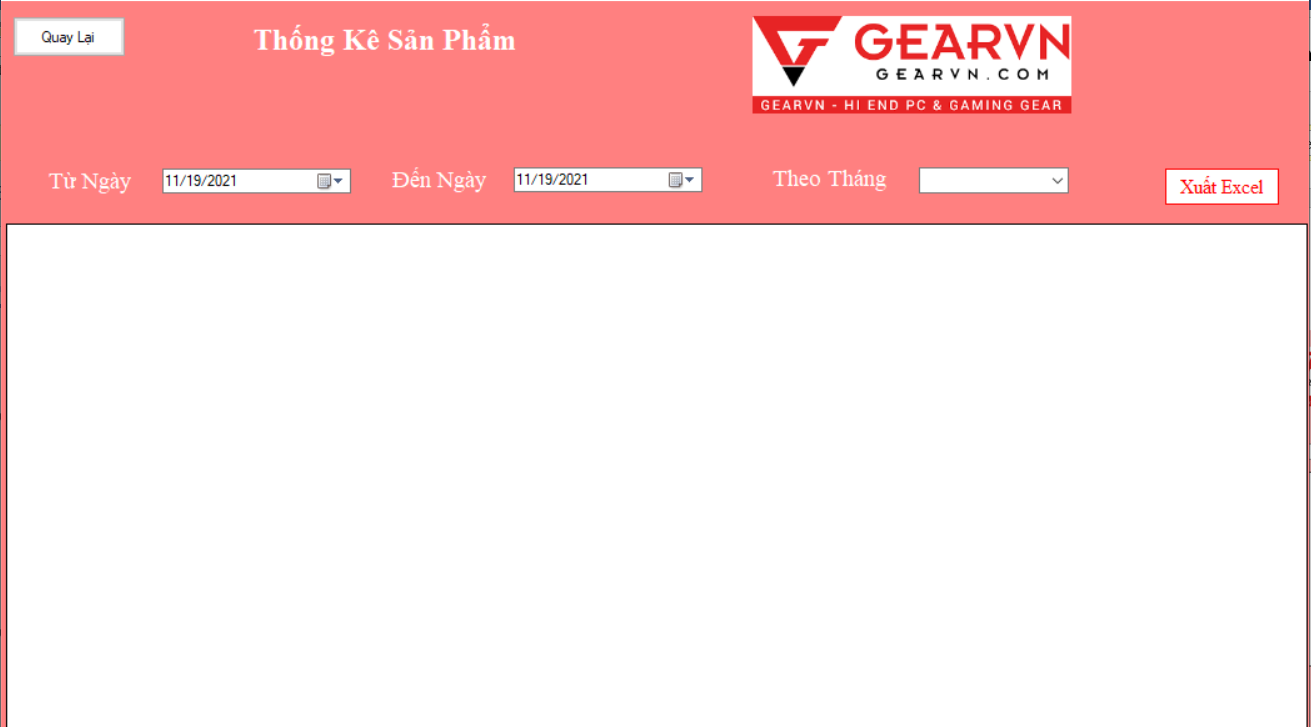 Quay Lại
Thống Kê Sản Phẩm
GEARVN
GEARVN.COM
GEARVN - HI END PC & GAMING GEAR
Từ Ngày
11/19/2021
Đến Ngày
11/19/2021
Theo Tháng
Xuất Excel